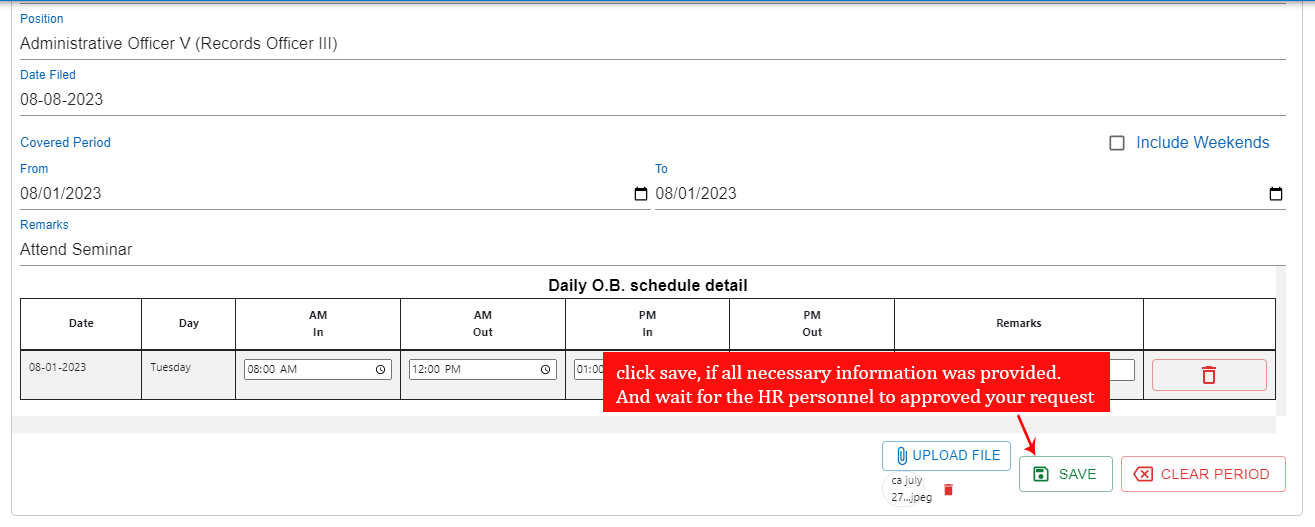 Position
Administrative Officer V (Records Officer III)
Date Filed
08-08-2023
Covered Period
Include Weekends
From
To
08/01/2023
08/01/2023
Remarks
Attend Seminar
Daily O.B. schedule detail
Date
Day
AM
In
AM
Out
PM
In
PM
Out
Remarks
08-01-2023
Tuesday
08:00 AM
12:00 PM
01:00
click save, if all necessary information was provided.
And wait for the HR personnel to approved your request
UPLOAD FILE
SAVE
CLEAR PERIOD
ca july
27...jpeg